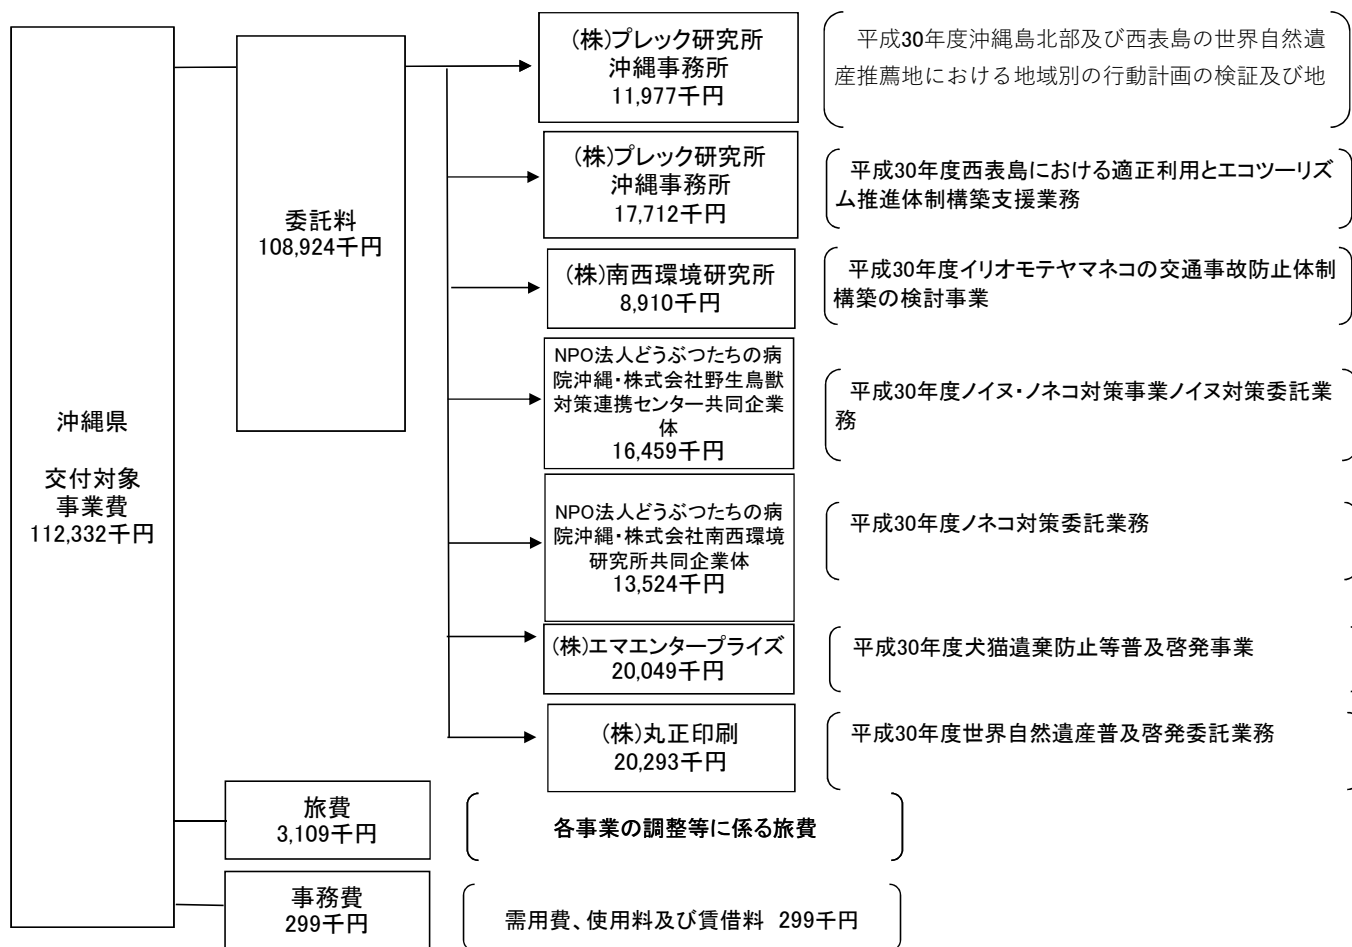 沖縄県
交付対象
事業費
112,332千円
委託料
108,924千円
(株)プレック研究所
沖縄事務所
11,977千円
平成30年度沖縄島北部及び西表島の世界自然遺
産推薦地における地域別の行動計画の検証及び地
(株)プレック研究所
沖縄事務所
17,712千円
平成30年度西表島における適正利用とエコツーリズ
ム推進体制構築支援業務
(株)南西環境研究所
8,910千円
平成30年度イリオモテヤマネコの交通事故防止体制
構築の検討事業
NPO法人どうぶつたちの病
院沖縄・株式会社野生鳥獣
対策連携センター共同企業
体
16,459千円
平成30年度ノイヌ・ノネコ対策事業ノイヌ対策委託業
務
NPO法人どうぶつたちの病
院沖縄・株式会社南西環境
研究所共同企業体
13,524千円
平成30年度ノネコ対策委託業務
(株)エマエンタープライズ
20,049千円
平成30年度犬猫遺棄防止等普及啓発事業
(株)丸正印刷
20,293千円
平成30年度世界自然遺産普及啓発委託業務
旅費
3,109千円
各事業の調整等に係る旅費
事務費
299千円
需用費、使用料及び賃借料 299千円